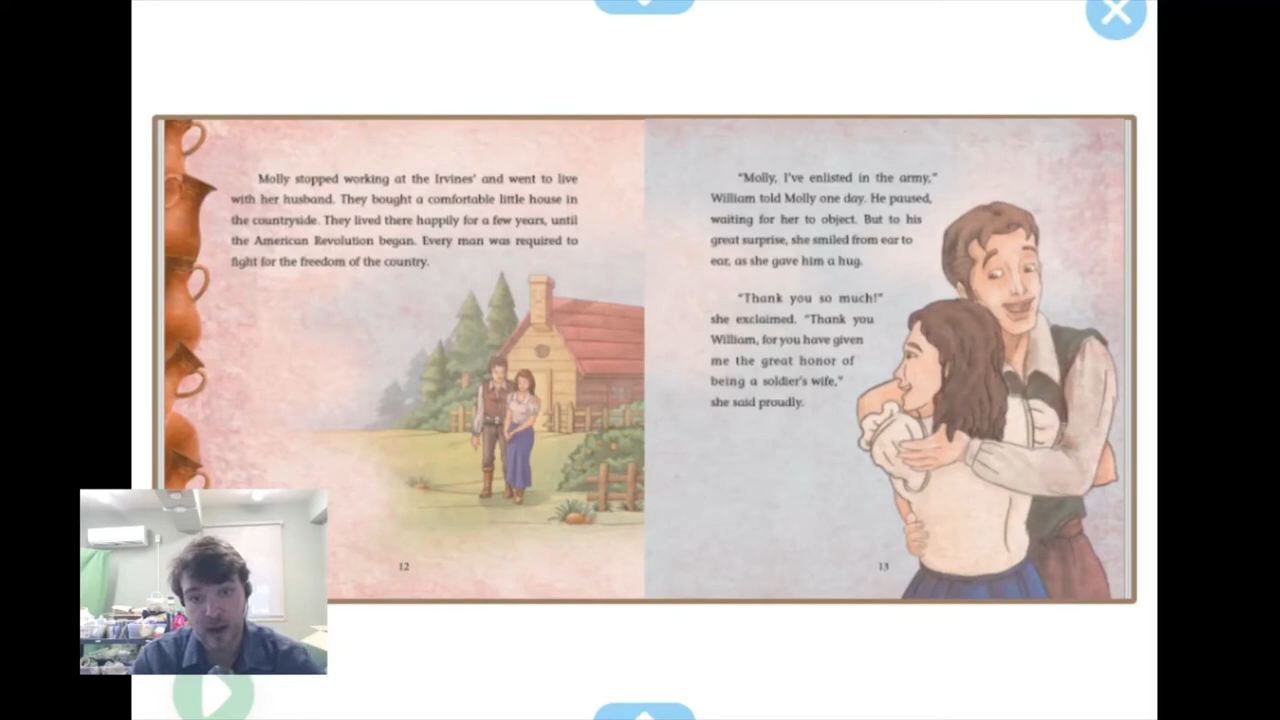 Molly stopped working at the Irvines' and went to live
with her husband. They bought a comfortable little house in
the countryside. They lived there happily for a few years, until
the American Revolution began. Every man was required to
fight for the freedom of the country.
12
"Molly, I've enlisted in the army,"
William told Molly one day. He paused,
waiting for her to object. But to his
great surprise, she smiled from ear to
ear, as she gave him a hug.
"Thank you so much!"
she exclaimed. "Thank you
William, for you have given
me the great honor of
being a soldier's wife,"
she said proudly.
13